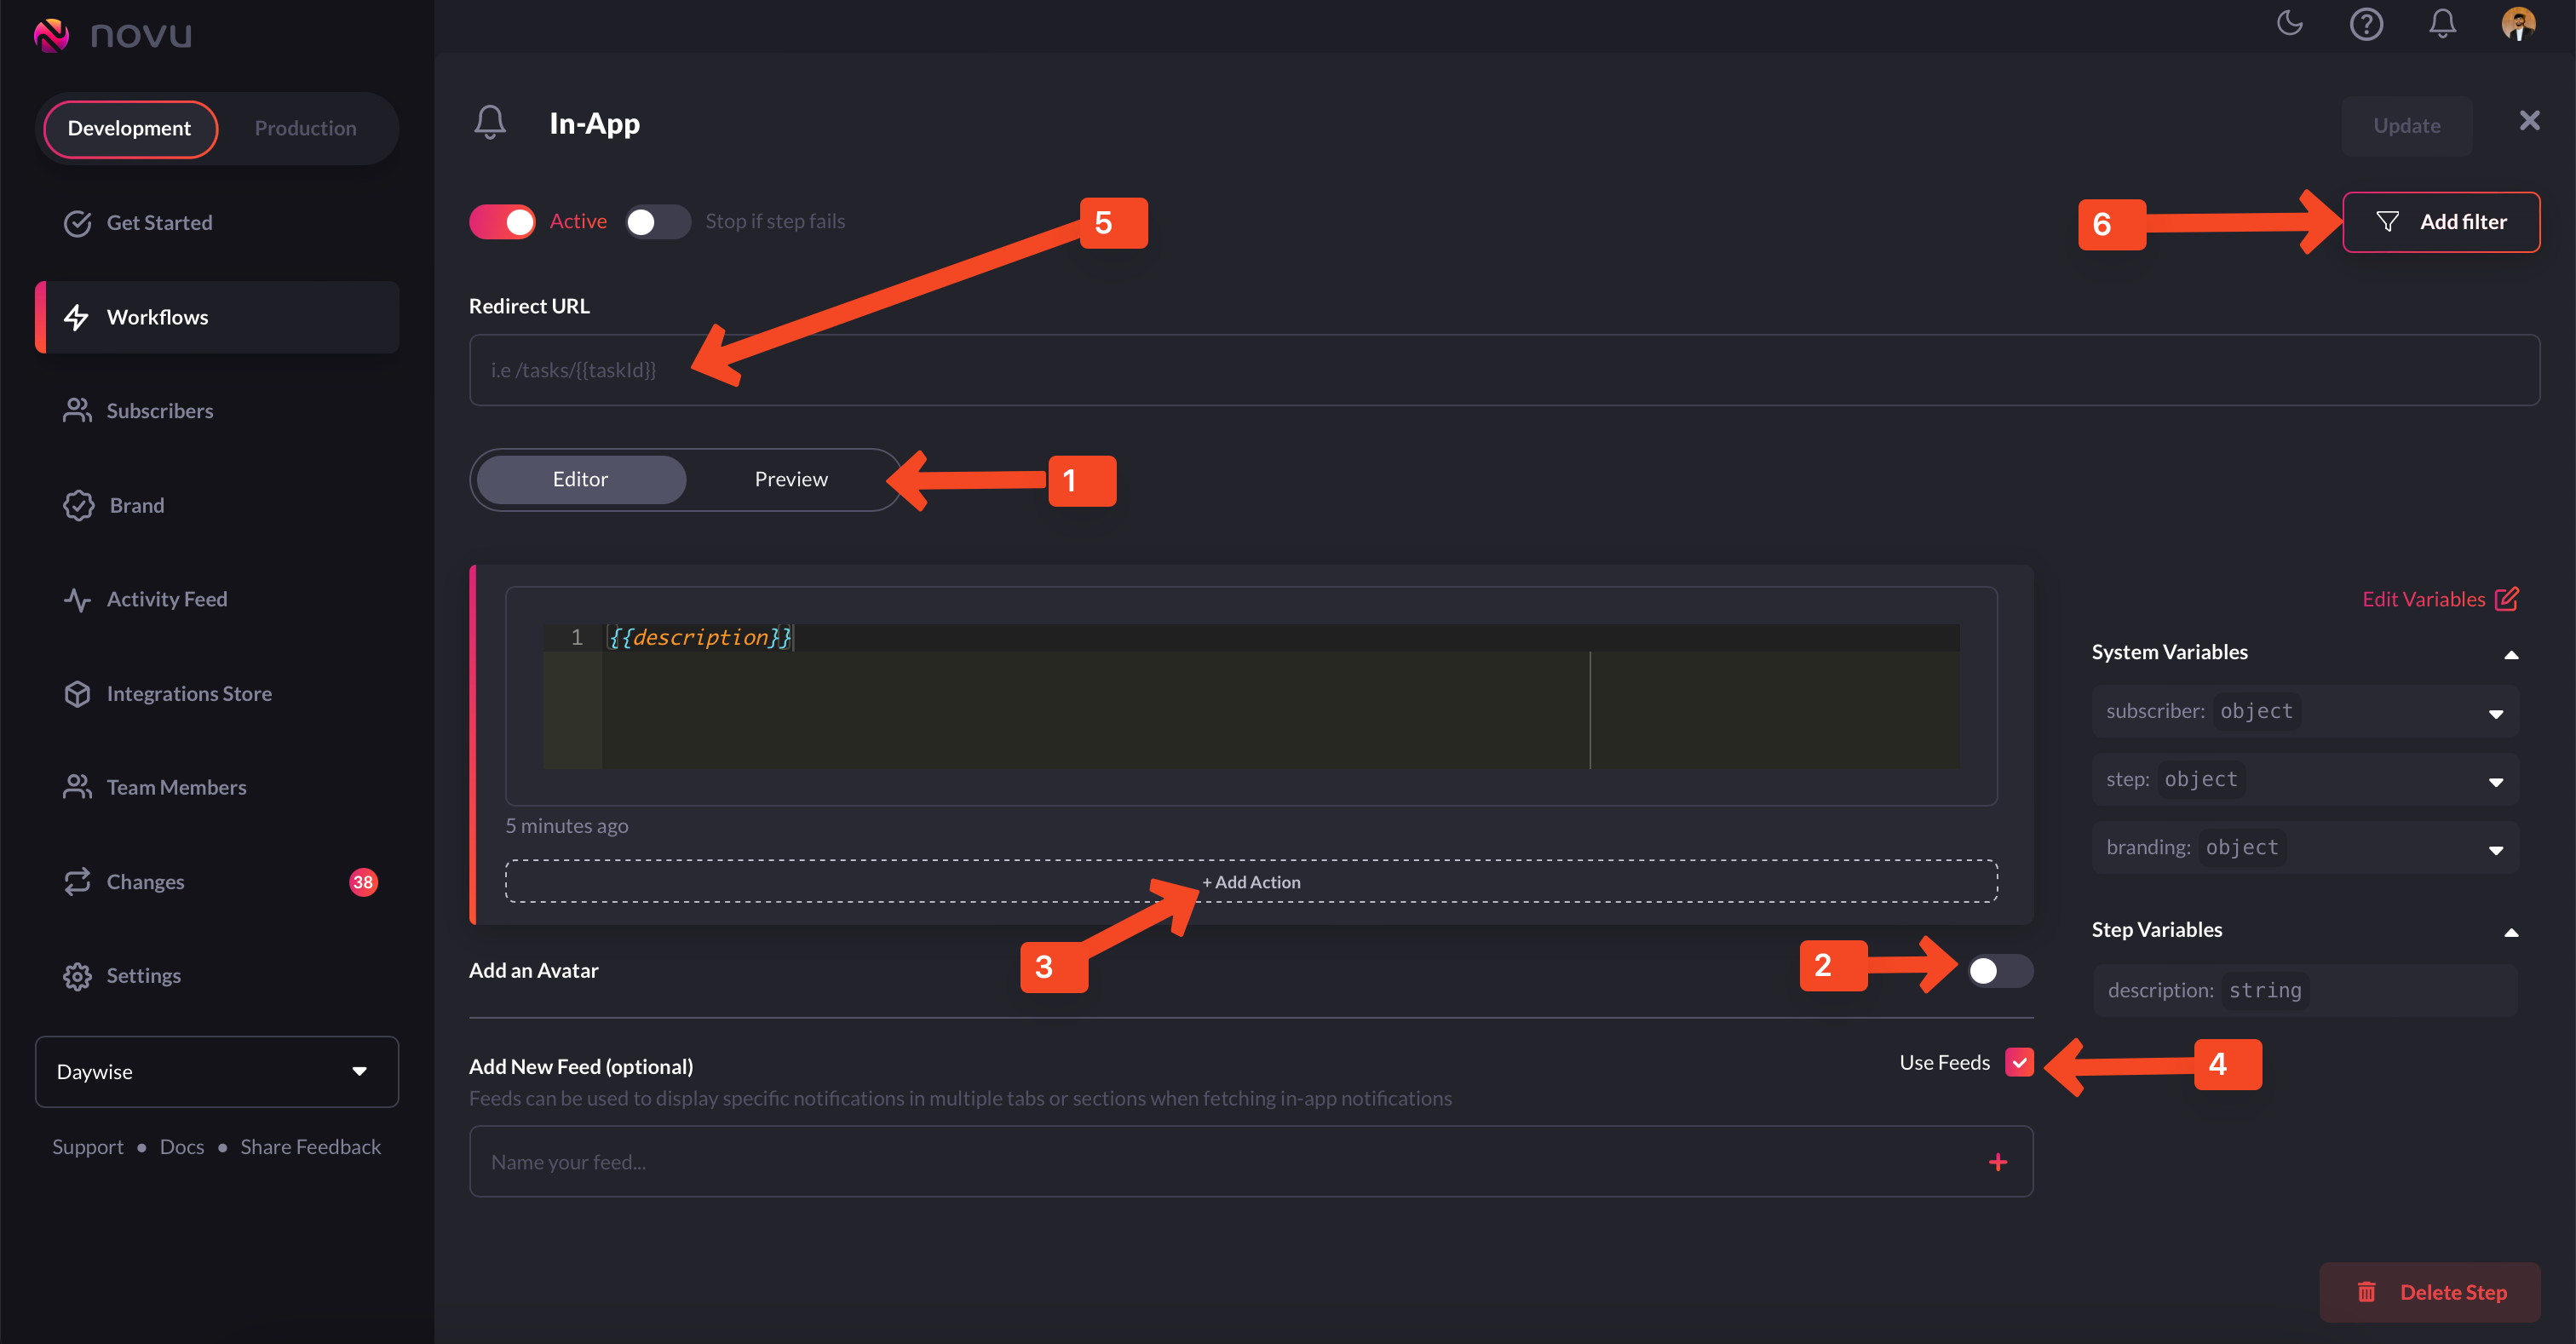 novu
Development
Production
Get Started
Workflows
Subscribers
Brand
Activity Feed
Integrations Store
Team Members
Changes
38
Settings
Daywise
Support • Docs • Share Feedback
In-App
Update
Active
Stop if step fails
5
6
Add filter
Redirect URL
i.e /tasks/{{taskId}}
Editor
Preview
1
1 {{description}}
5 minutes ago
+ Add Action
3
Add an Avatar
2
Add New Feed (optional)
Use Feeds
4
Feeds can be used to display specific notifications in multiple tabs or sections when fetching in-app notifications
Name your feed...
+
Edit Variables
System Variables
subscriber: object
step: object
branding: object
Step Variables
description: string
Delete Step